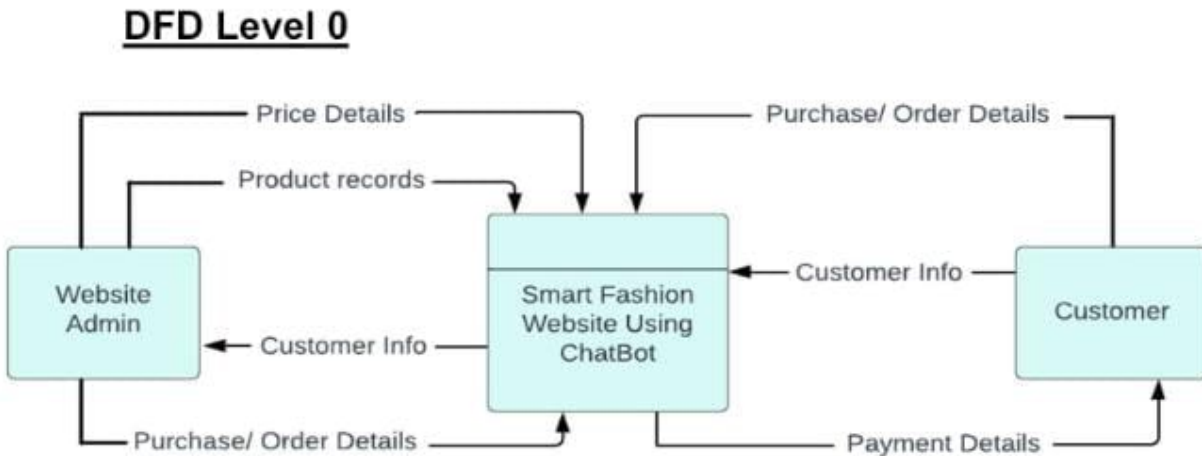 DFD Level 0
Price Details
Purchase/ Order Details
Product records
Website
Admin
Smart Fashion
Website Using
ChatBot
Customer Info
Customer
Customer Info
Purchase/ Order Details
Payment Details